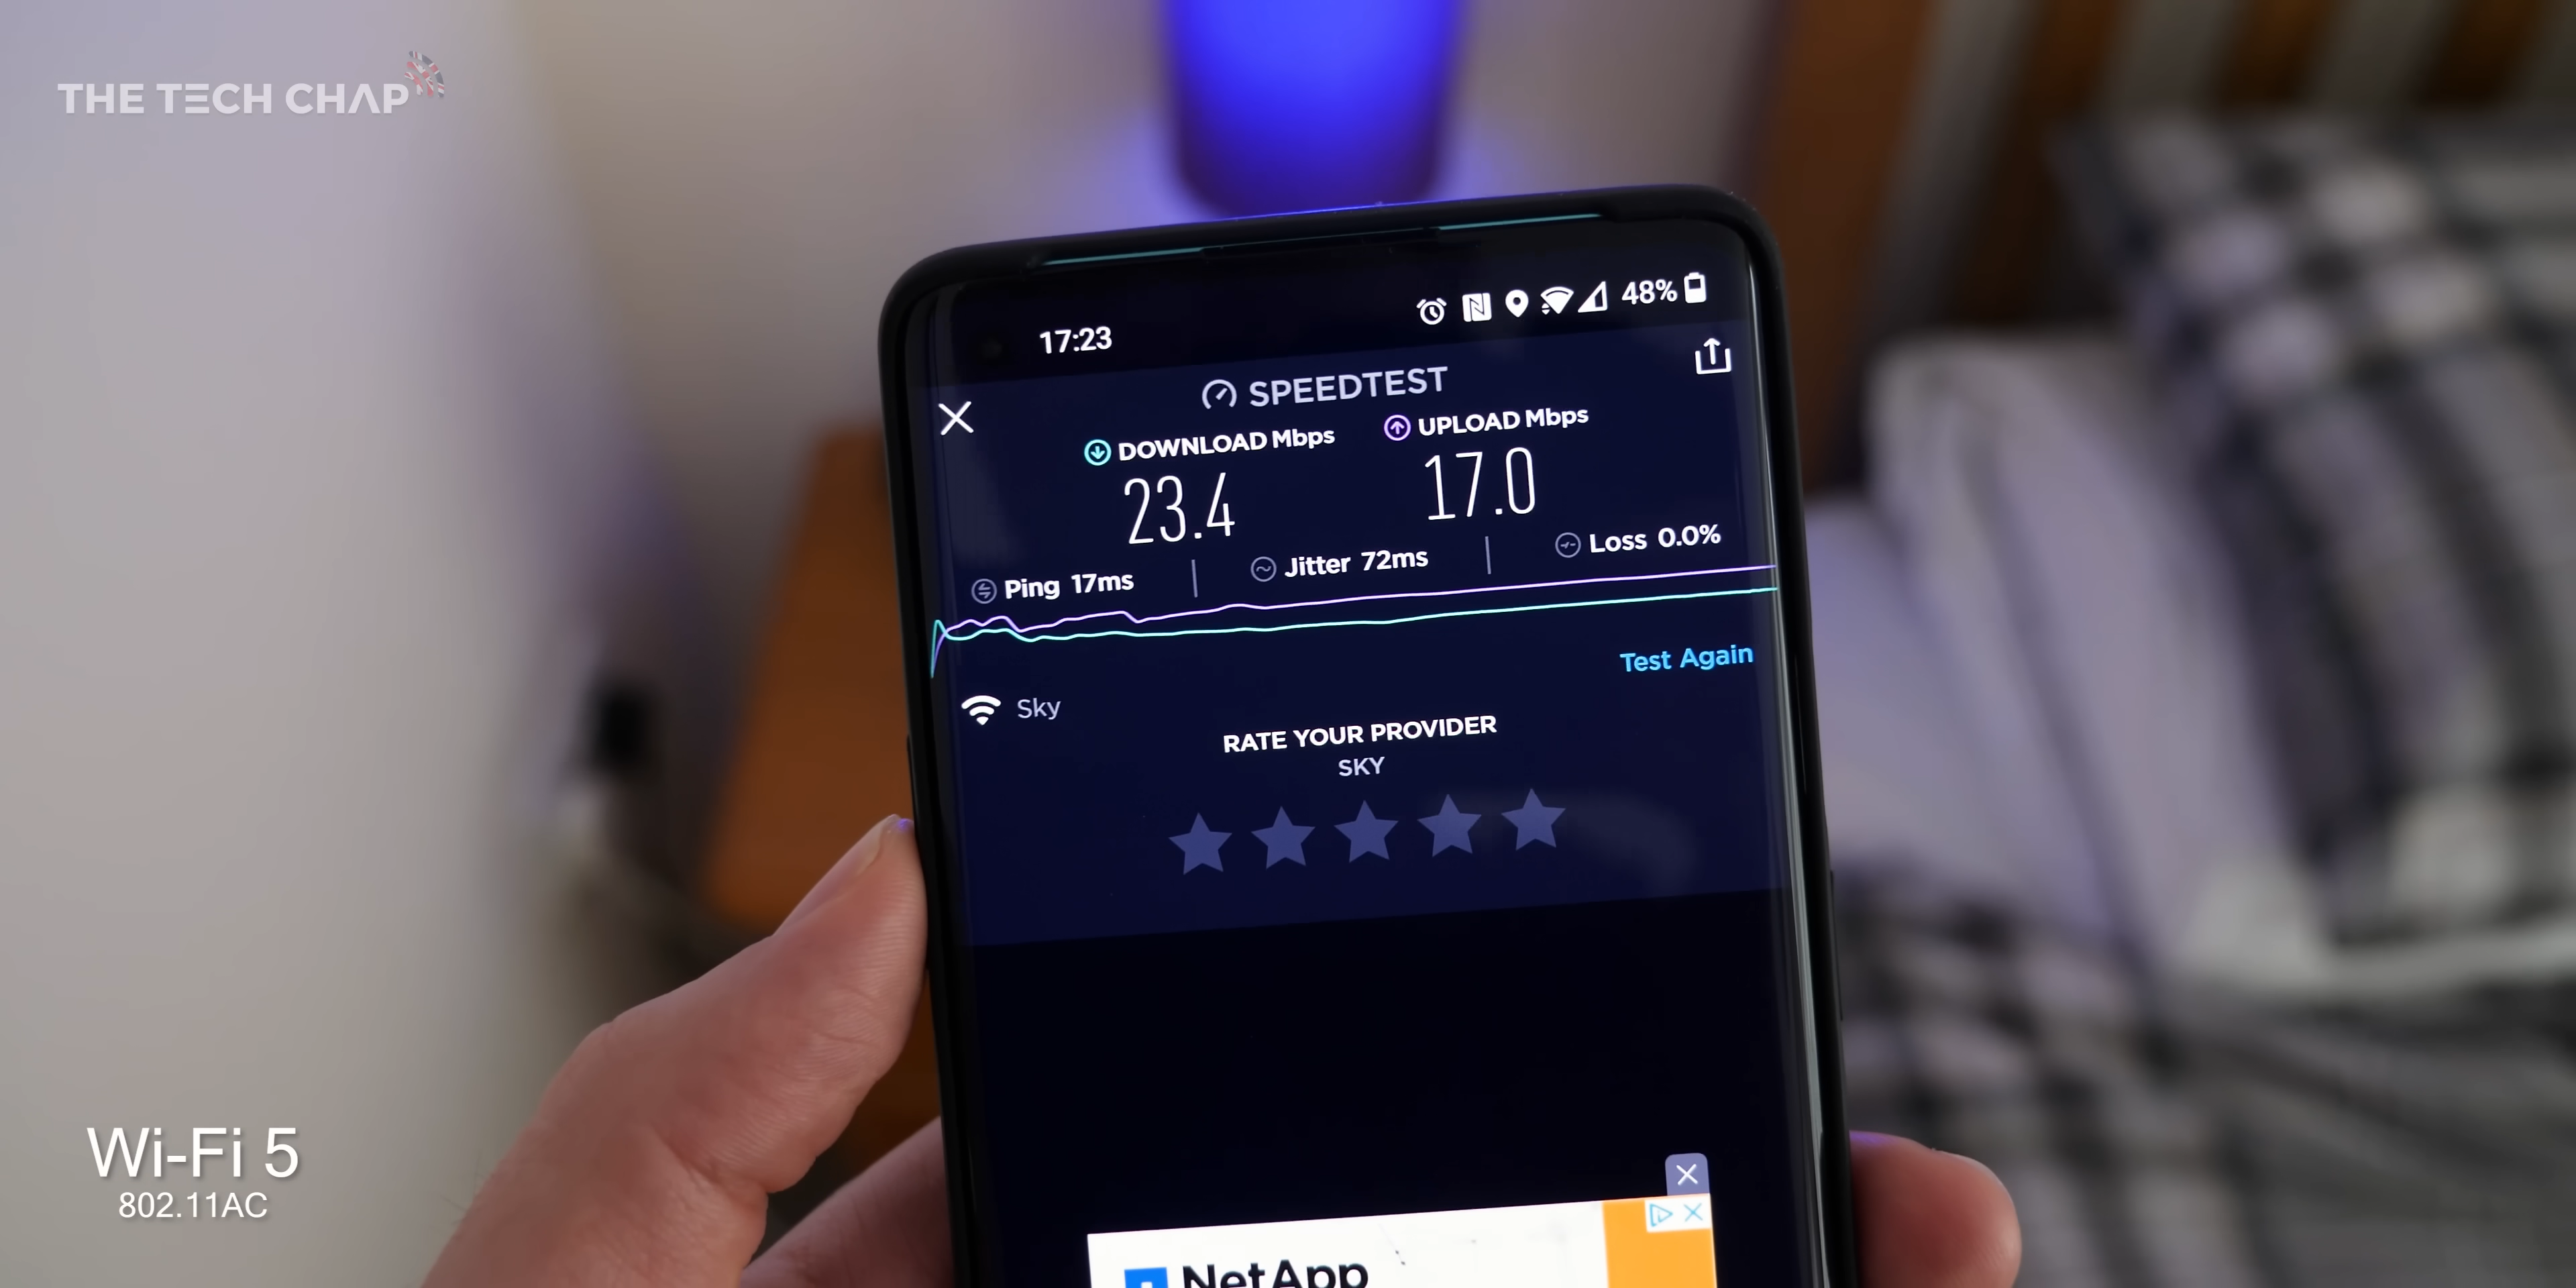 THE TECH CHAP
17:23 48%
SPEEDTEST
DOWNLOAD Mbps UPLOAD Mbps
23.4 17.0
Ping 17ms Jitter 72ms Loss 0.0%
Test Again
Sky
RATE YOUR PROVIDER
SKY
NetApp
Wi-Fi 5
802.11AC